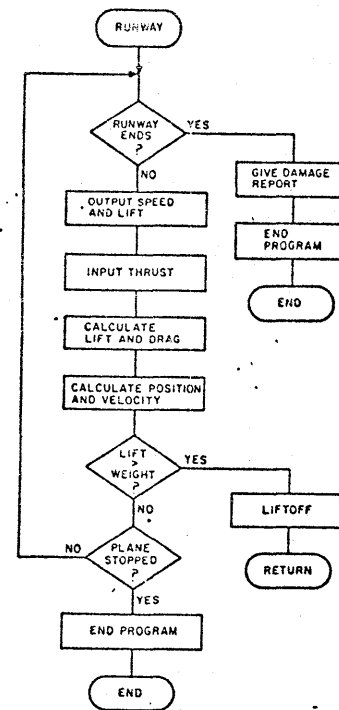 RUNWAY
RUNWAY
ENDS
?
YES
NO
GIVE DAMAGE
REPORT
OUTPUT SPEED
AND LIFT
END
PROGRAM
INPUT THRUST
END
CALCULATE
LIFT AND DRAG
CALCULATE POSITION
AND VELOCITY
LIFT
>
WEIGHT
?
YES
NO
LIFTOFF
NO
PLANE
STOPPED
?
RETURN
YES
END PROGRAM
END